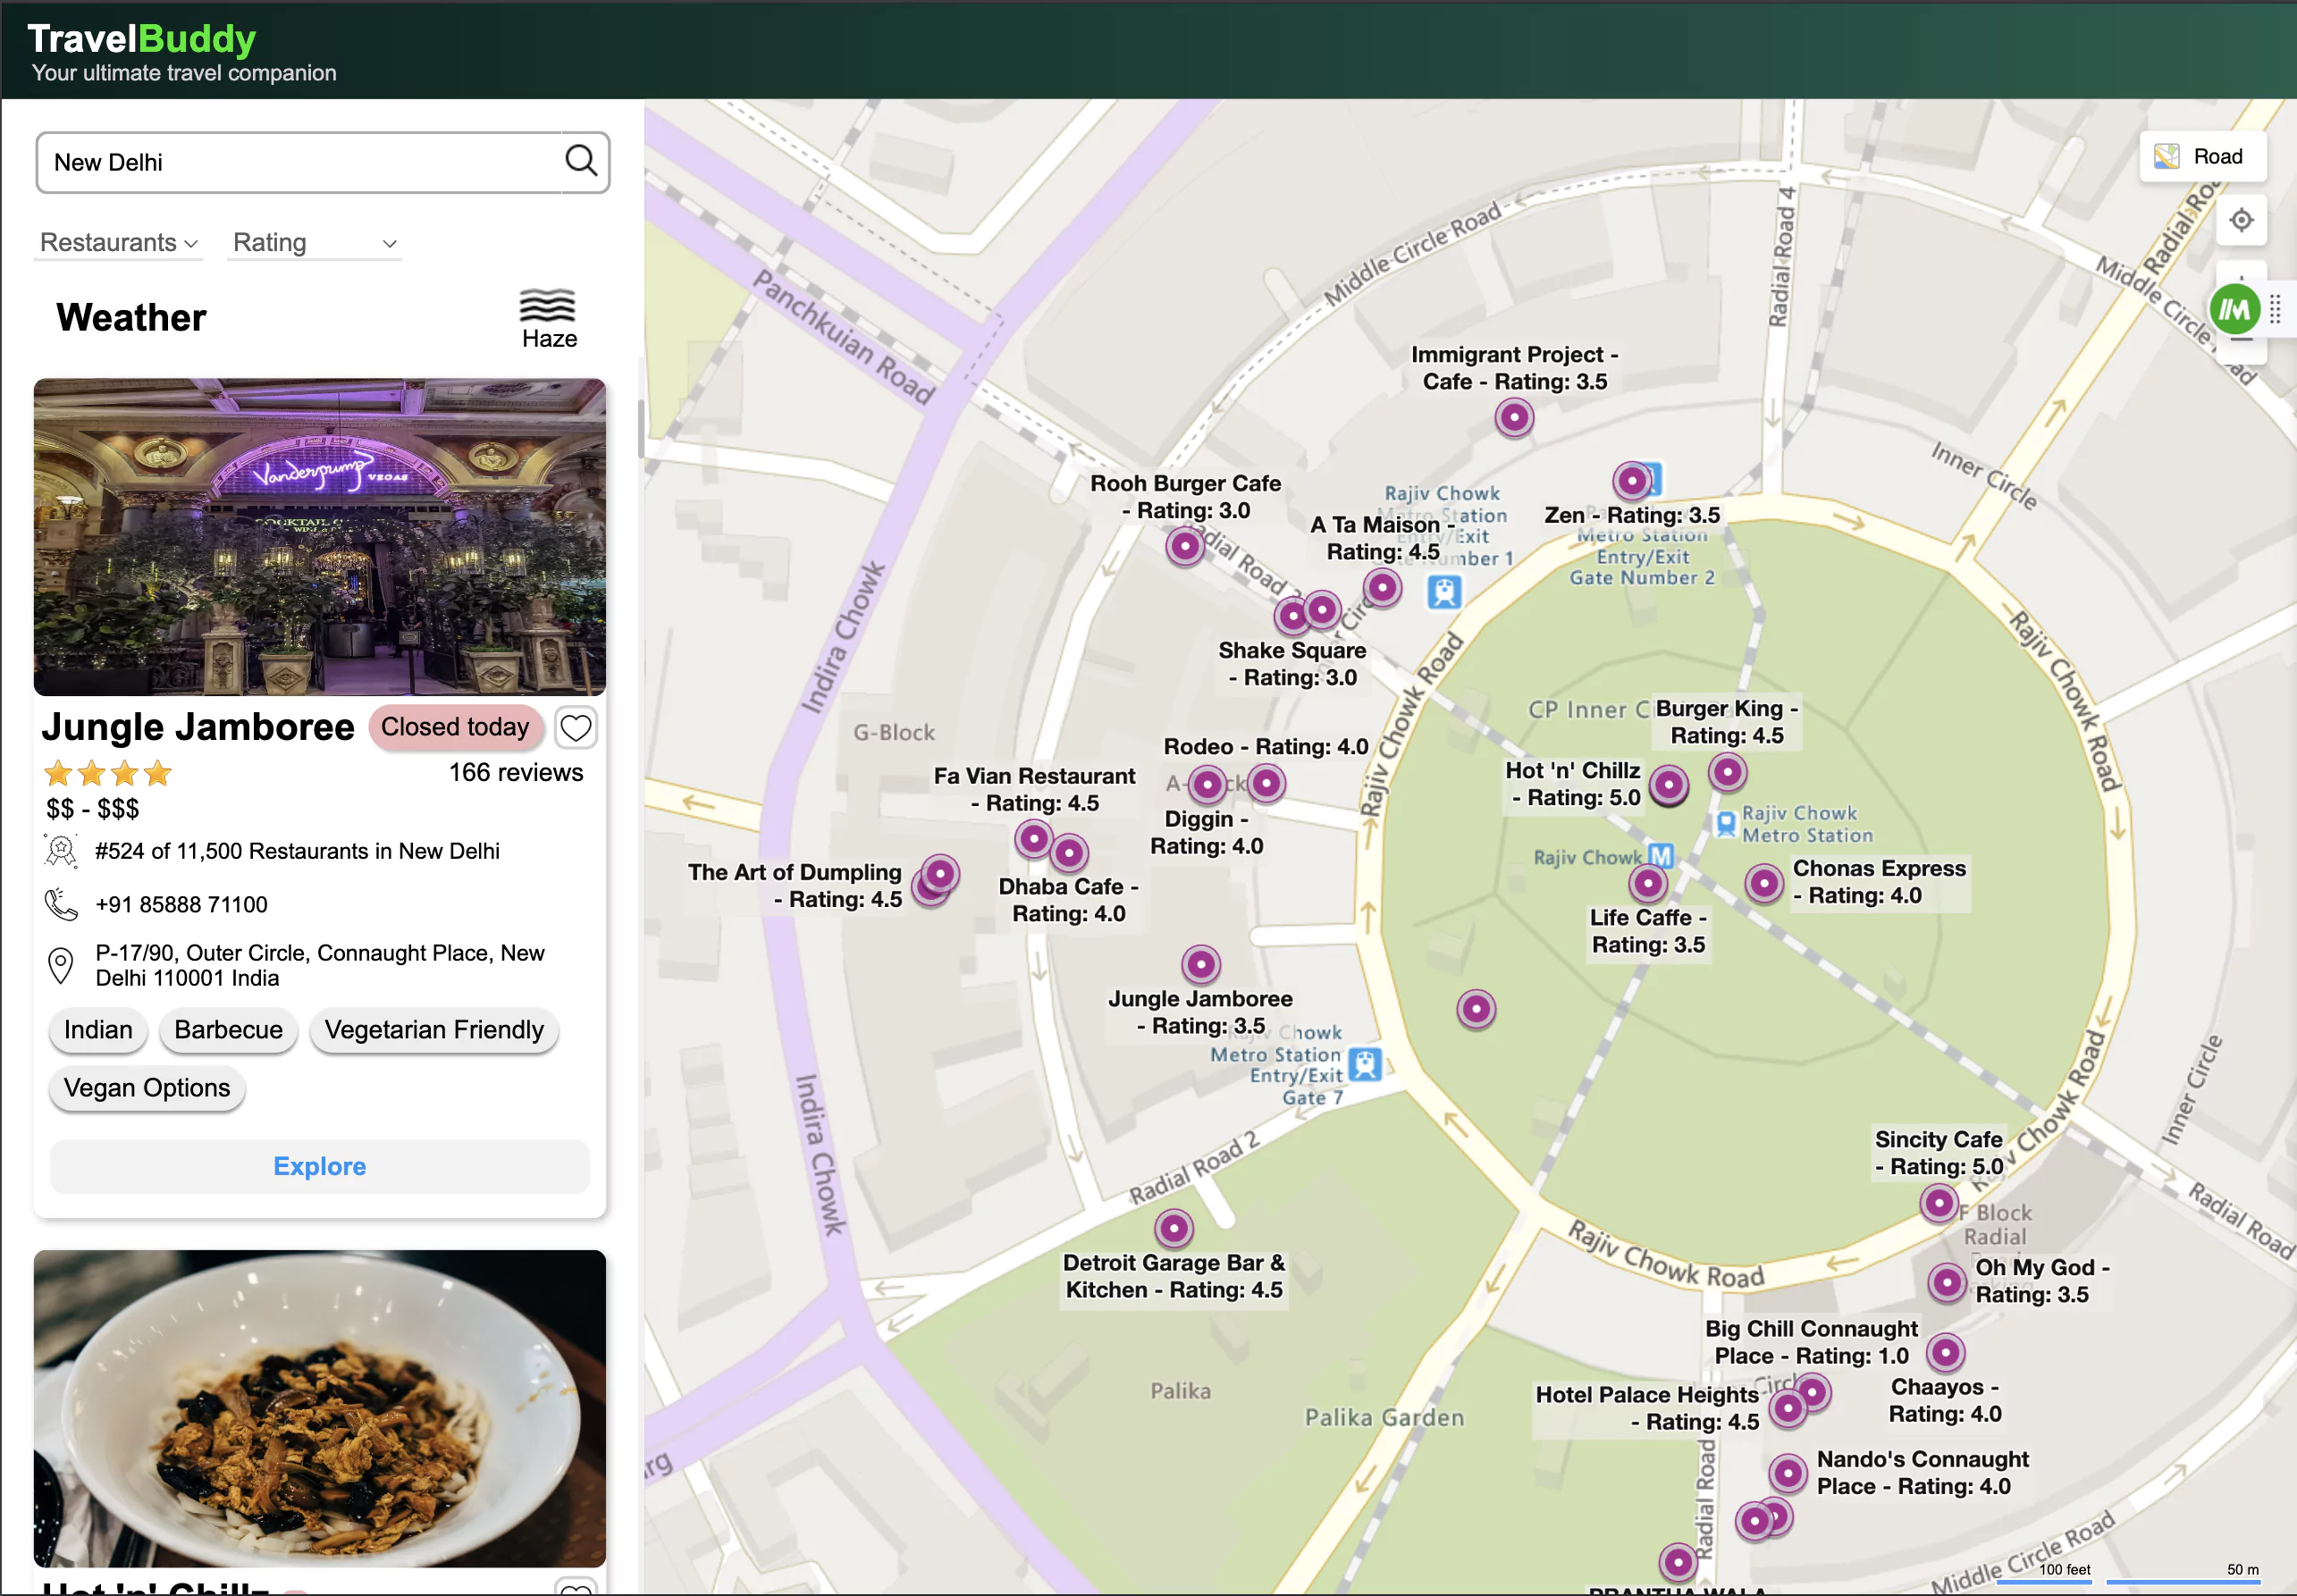 TravelBuddy
Your ultimate travel companion
New Delhi
Restaurants
Rating
Weather
Haze
Vanderpump VEGAS
Jungle Jamboree
Closed today
166 reviews
$$ - $$$
#524 of 11,500 Restaurants in New Delhi
+91 85888 71100
P-17/90, Outer Circle, Connaught Place, New
Delhi 110001 India
Indian
Barbecue
Vegetarian Friendly
Vegan Options
Explore
Hot 'n' Chillz
Road
Radial Road 4
Middle Circle Road
Middle Circle
Panchkuian Road
Immigrant Project -
Cafe - Rating: 3.5
Inner Circle
Rooh Burger Cafe
- Rating: 3.0
Rajiv Chowk
Station
Entry/Exit
Number 1
A Ta Maison -
Rating: 4.5
Zen - Rating: 3.5
Metro Station
Entry/Exit
Gate Number 2
Shake Square
- Rating: 3.0
Indira Chowk
Rajiv Chowk Road
Rajiv Chowk Road
G-Block
CP Inner
Burger King -
Rating: 4.5
Rodeo - Rating: 4.0
Hot 'n' Chillz
- Rating: 5.0
Fa Vian Restaurant
- Rating: 4.5
Diggin -
Rating: 4.0
Rajiv Chowk
Metro Station
Rajiv Chowk
M
The Art of Dumpling
- Rating: 4.5
Dhaba Cafe -
Rating: 4.0
Chonas Express
- Rating: 4.0
Life Caffe -
Rating: 3.5
Jungle Jamboree
- Rating: 3.5
Chowk
Metro Station
Entry/Exit
Gate 7
Indira Chowk
Inner Circle
Radial Road 2
Chowk Road
Sincity Cafe
- Rating: 5.0
F Block
Radial
Radial Road
Detroit Garage Bar &
Kitchen - Rating: 4.5
Rajiv Chowk Road
Oh My God -
Rating: 3.5
Big Chill Connaught
Place - Rating: 1.0
Palika
Palika Garden
Hotel Palace Heights
- Rating: 4.5
Chaayos -
Rating: 4.0
Radial Road
Nando's Connaught
Place - Rating: 4.0
Middle Circle Road
100 feet
50 m